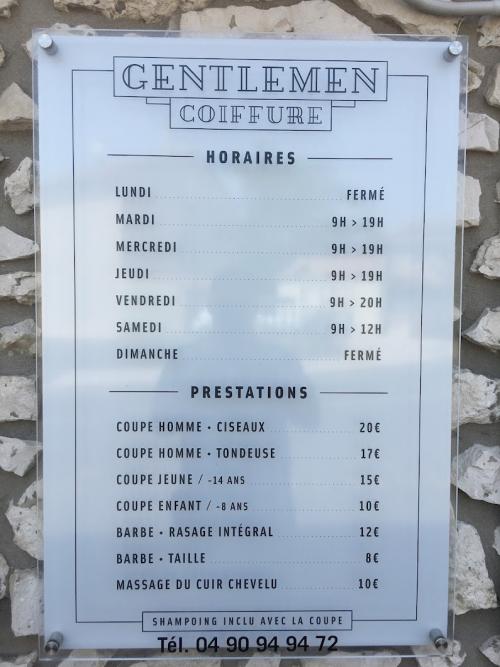 GENTLEMEN
COIFFURE
HORAIRES
LUNDI FERMÉ
MARDI 9H > 19H
MERCREDI 9H > 19H
JEUDI 9H > 19H
VENDREDI 9H > 20H
SAMEDI 9H > 12H
DIMANCHE FERMÉ
PRESTATIONS
COUPE HOMME • CISEAUX 20€
COUPE HOMME • TONDEUSE 17€
COUPE JEUNE / -14 ANS 15€
COUPE ENFANT / -8 ANS 10€
BARBE • RASAGE INTÉGRAL 12€
BARBE • TAILLE 8€
MASSAGE DU CUIR CHEVELU 10€
SHAMPOING INCLU AVEC LA COUPE
Tél. 04 90 94 94 72